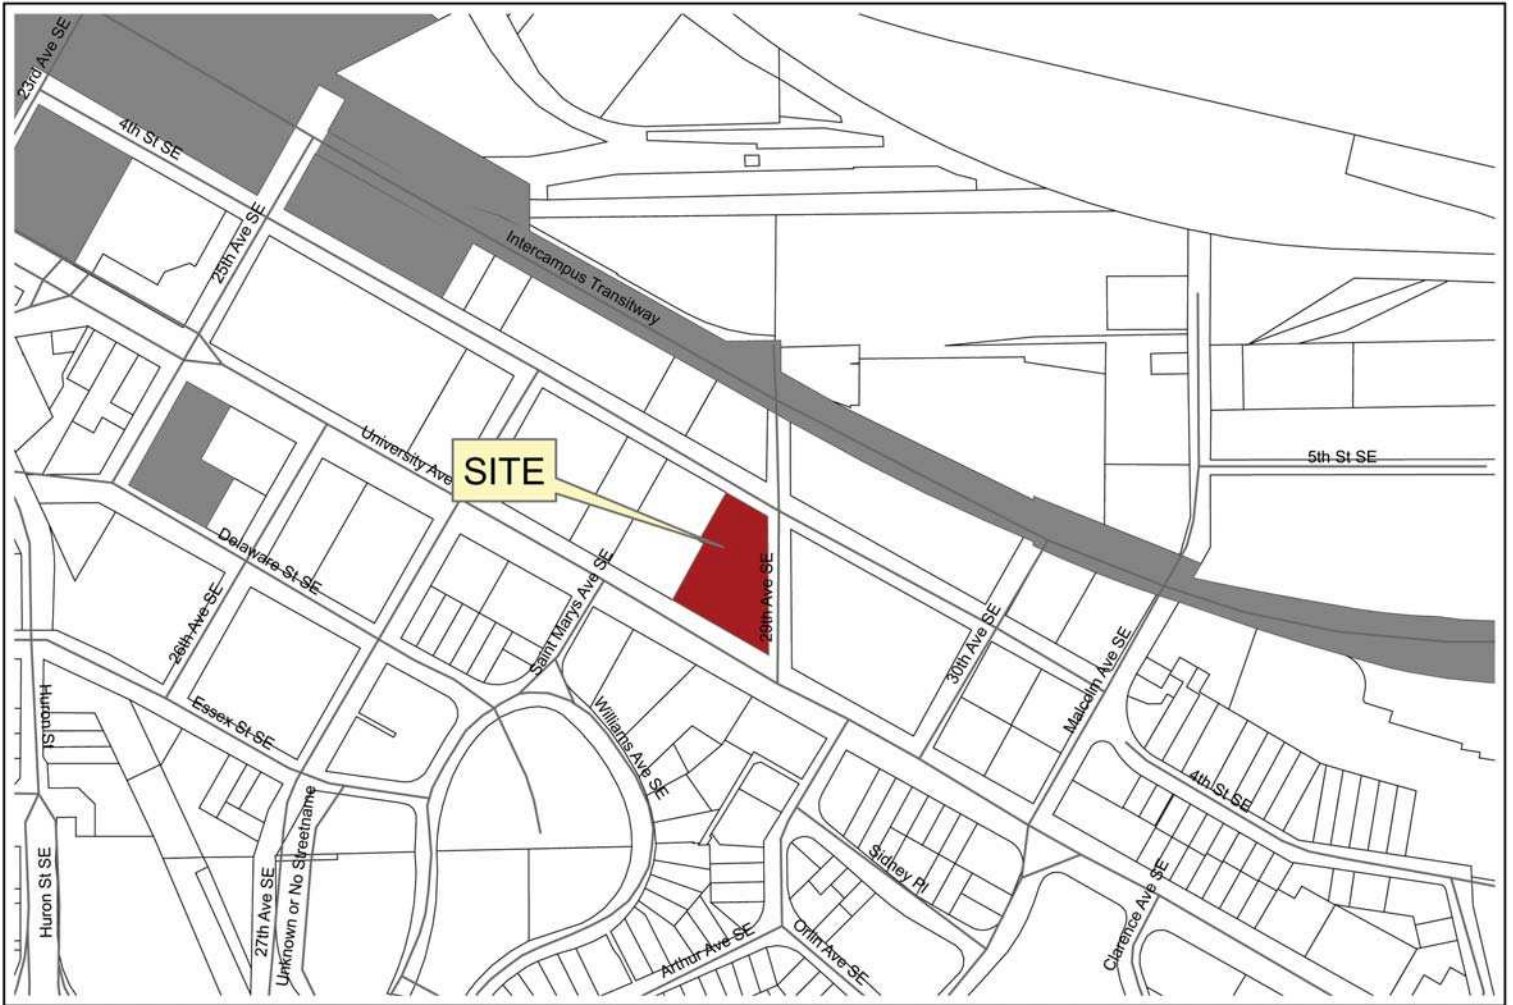 23rd Ave SE
4th St SE
25th Ave SE
Intercampus Transitway
University Ave
SITE
5th St SE
Delaware St SE
26th Ave SE
Saint Marys Ave SE
29th Ave SE
30th Ave SE
Malcolm Ave SE
Huron St
Essex St SE
Williams Ave SE
4th St SE
Huron St SE
27th Ave SE
Unknown or No Streetname
Sidney Pl
Clarence Ave SE
Arthur Ave SE
Orlin Ave SE